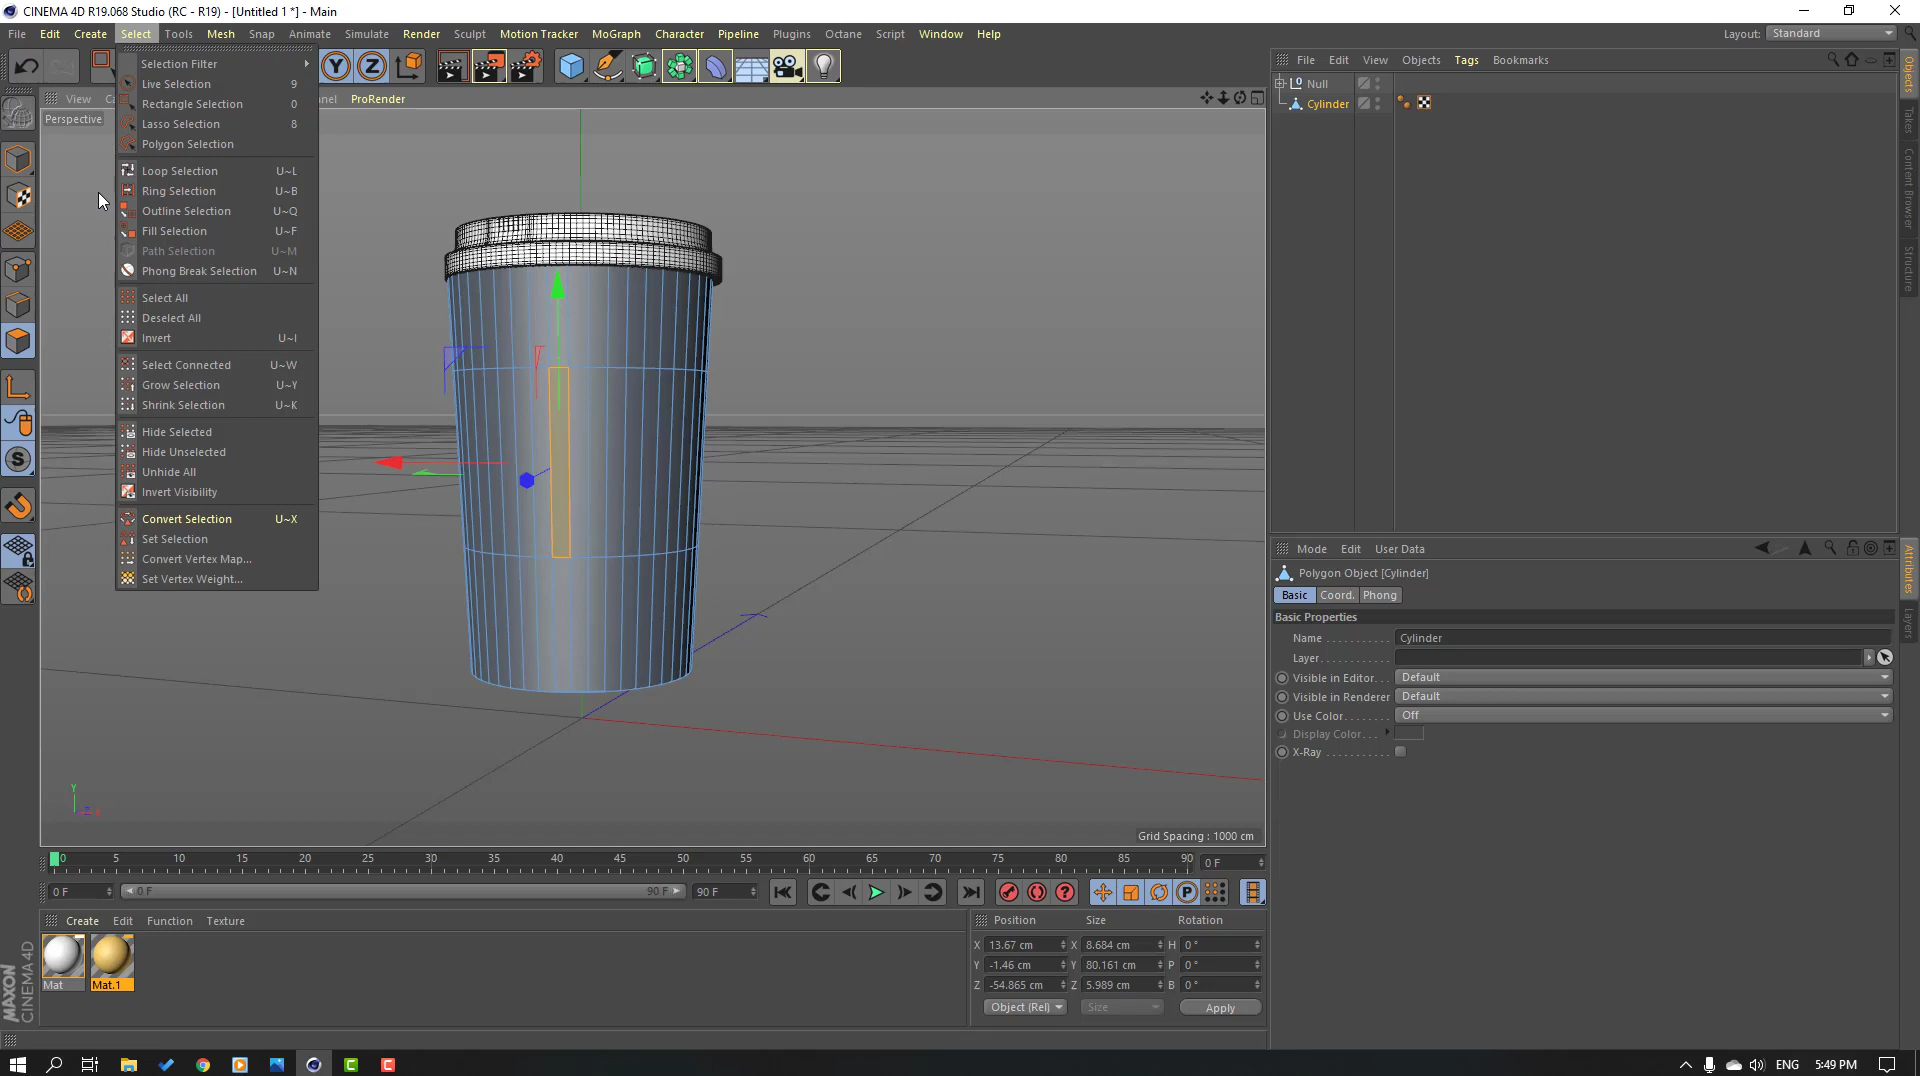 CINEMA 4D R19.068 Studio (RC - R19) - [Untitled 1 *] - Main
File Edit Create Select Tools Mesh Snap Animate Simulate Render Sculpt Motion Tracker MoGraph Character Pipeline Plugins Octane Script Window Help Layout: Standard
Selection Filter
Live Selection 9
Rectangle Selection 0
Lasso Selection 8
Polygon Selection
Loop Selection U~L
Ring Selection U~B
Outline Selection U~Q
Fill Selection U~F
Path Selection U~M
Phong Break Selection U~N
Select All
Deselect All
Invert U~I
Select Connected U~W
Grow Selection U~Y
Shrink Selection U~K
Hide Selected
Hide Unselected
Unhide All
Invert Visibility
Convert Selection U~X
Set Selection
Convert Vertex Map...
Set Vertex Weight...
View
ProRender
Perspective
Y
X
Grid Spacing : 1000 cm
File Edit View Objects Tags Bookmarks
Null
Cylinder
Objects
Takes
Content Browser
Structure
Mode Edit User Data
Polygon Object [Cylinder]
Basic Coord. Phong
Basic Properties
Name . . . . . . . . . . . Cylinder
Layer . . . . . . . . . . .
Visible in Editor . . . Default
Visible in Renderer Default
Use Color . . . . . . . . Off
Display Color . . .
X-Ray . . . . . . . . . . .
Attributes
Layers
0 5 10 15 20 25 30 35 40 45 50 55 60 65 70 75 80 85 90 0 F
0 F 0 F 90 F 90 F
Create Edit Function Texture
Mat Mat.1
Position Size Rotation
X 13.67 cm X 8.684 cm H 0 °
Y -1.46 cm Y 80.161 cm P 0 °
Z -54.865 cm Z 5.989 cm B 0 °
Object (Rel) Size Apply
MAXON
CINEMA 4D
ENG 5:49 PM